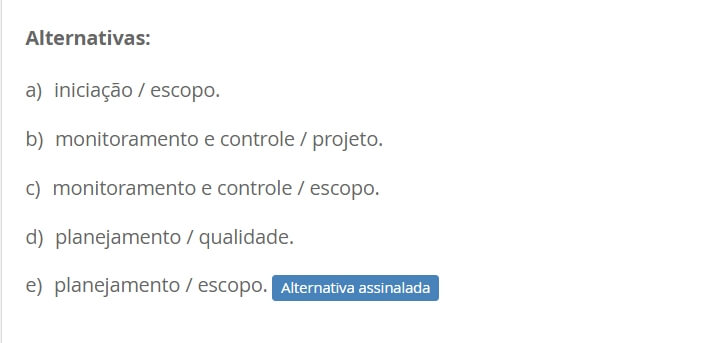 Alternativas:
a) iniciação / escopo.
b) monitoramento e controle / projeto.
c) monitoramento e controle / escopo.
d) planejamento / qualidade.
e) planejamento / escopo. Alternativa assinalada